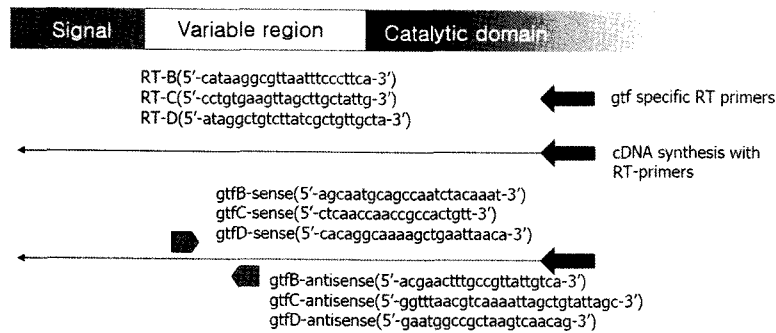 Signal Variable region Catalytic domain
RT-B(5′-cataaggcgttaatttcccttca-3′)
RT-C(5′-cctgtgaagttagcttgctattg-3′)
RT-D(5′-ataggctgtcttatcgctgttgcta-3′)
gtf specific RT primers
cDNA synthesis with
RT-primers
gtfB-sense(5′-agcaatgcagccaatctacaaat-3′)
gtfC-sense(5′-ctcaaccaaccgccactgtt-3′)
gtfD-sense(5′-cacaggcaaaagctgaattaaca-3′)
gtfB-antisense(5′-acgaactttgccgttattgtca-3′)
gtfC-antisense(5′-ggtttaacgtcaaaattagctgtattagc-3′)
gtfD-antisense(5′-gaatggccgctaagtcaacag-3′)